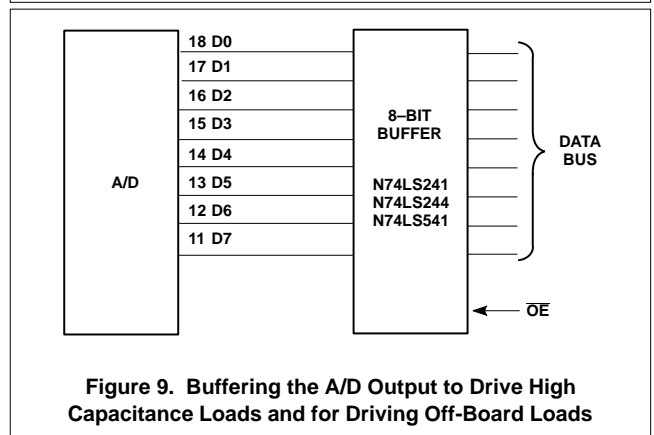 18 D0
17 D1
16 D2
15 D3
14 D4
13 D5
12 D6
11 D7
A/D
8–BIT
BUFFER
N74LS241
N74LS244
N74LS541
DATA
BUS
OE
Figure 9. Buffering the A/D Output to Drive High
Capacitance Loads and for Driving Off-Board Loads